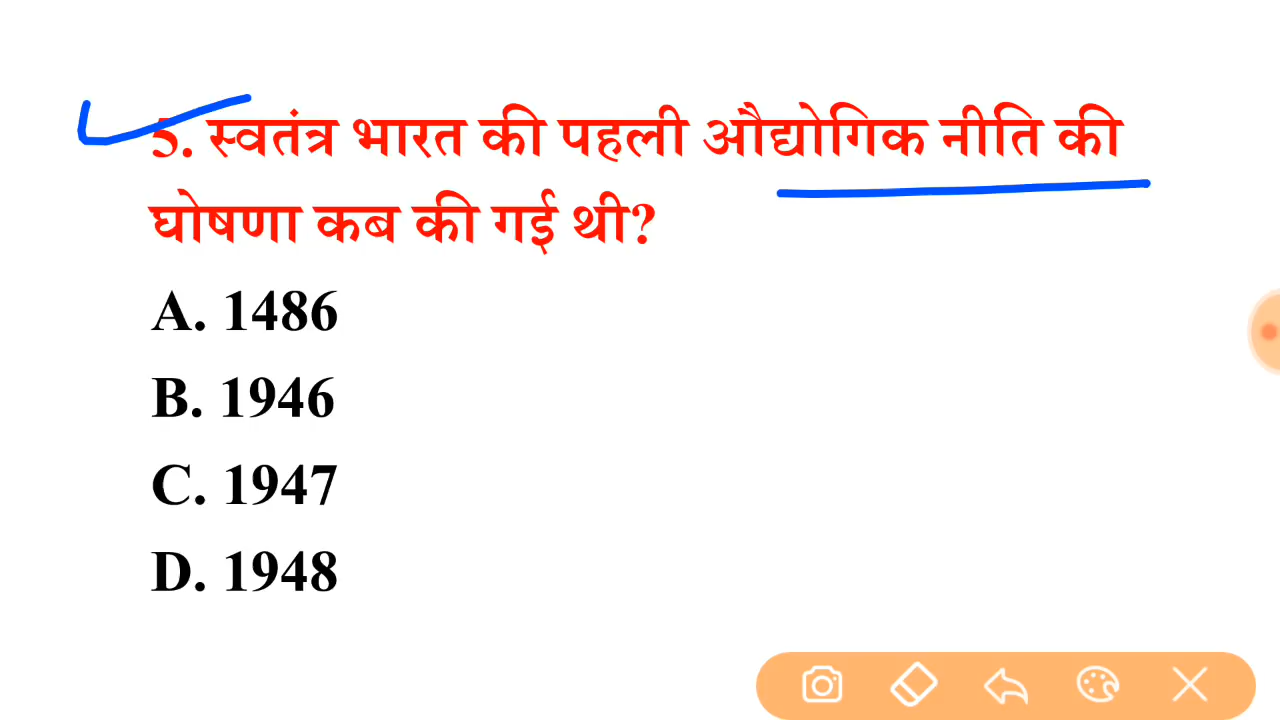 5. स्वतंत्र भारत की पहली औद्योगिक नीति की
घोषणा कब की गई थी?
A. 1486
B. 1946
C. 1947
D. 1948